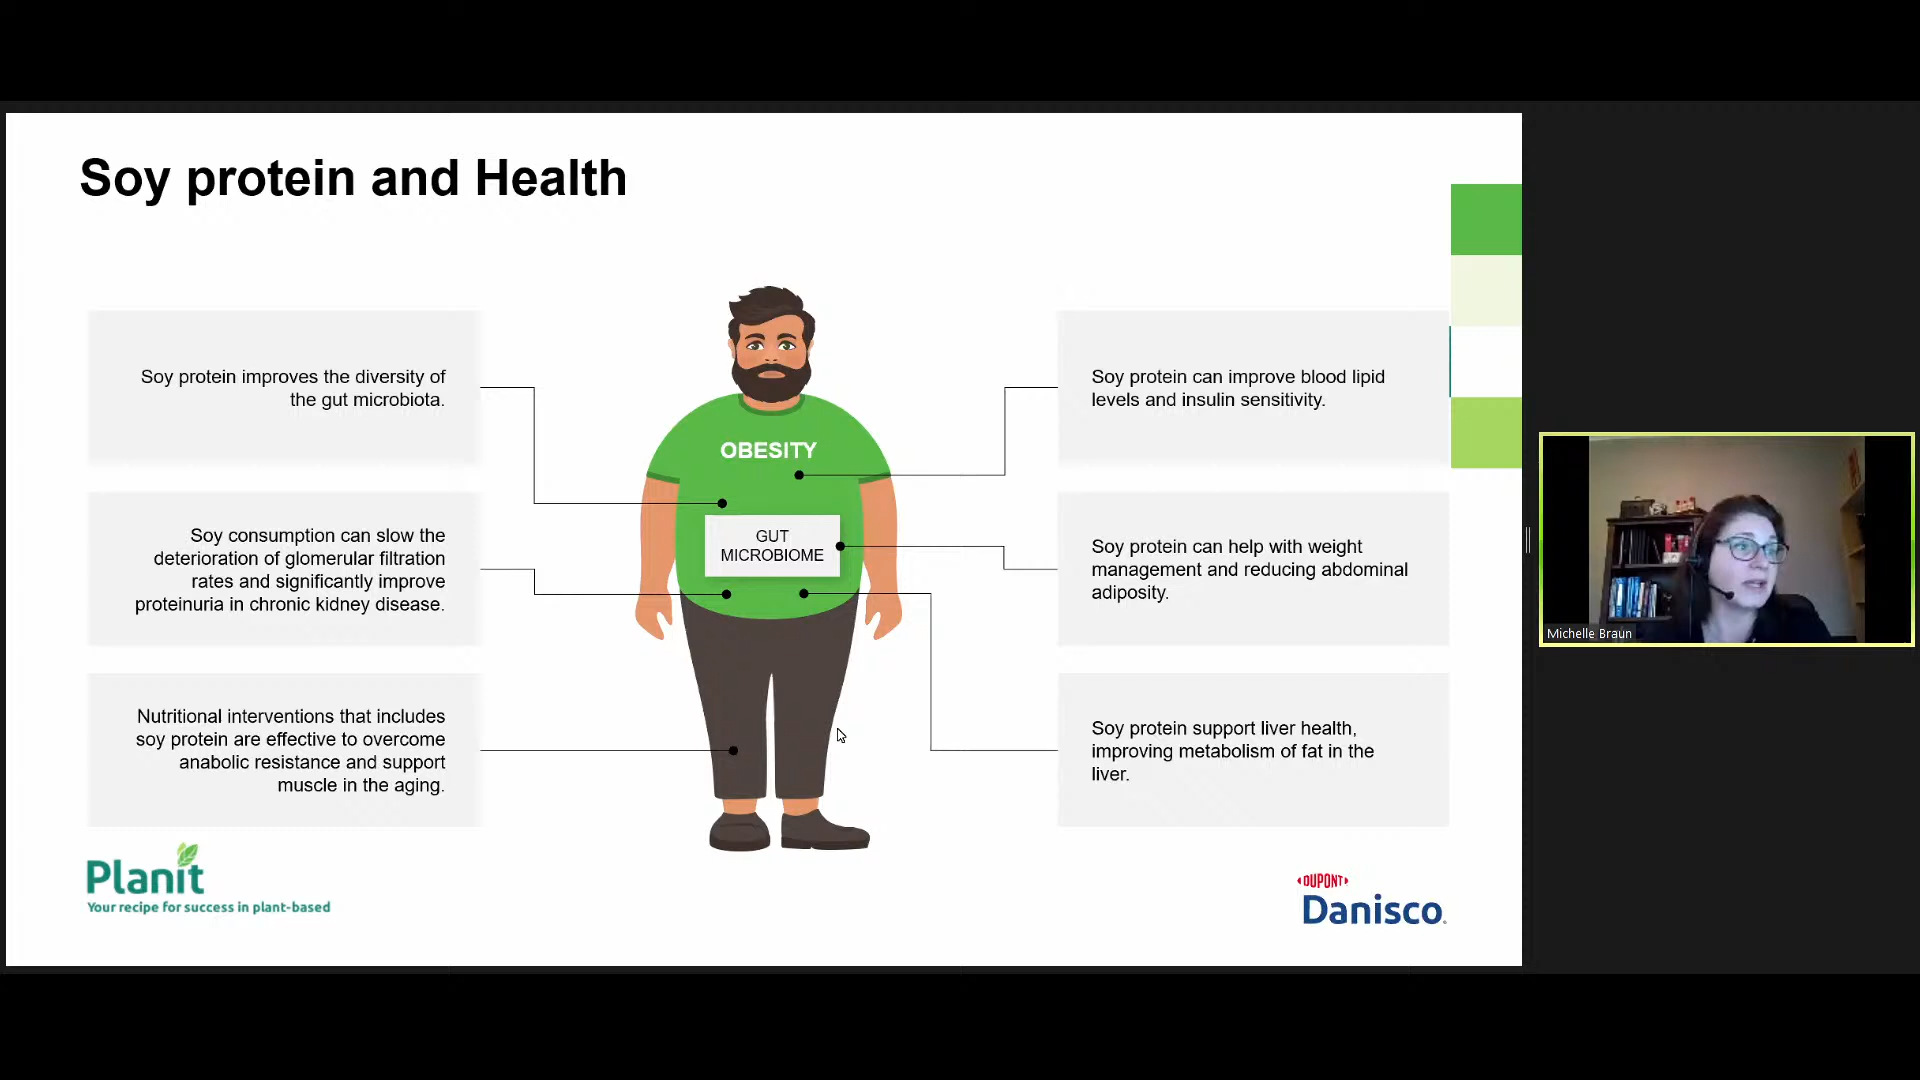 Soy protein and Health
Soy protein improves the diversity of
the gut microbiota.
Soy consumption can slow the
deterioration of glomerular filtration
rates and significantly improve
proteinuria in chronic kidney disease.
Nutritional interventions that includes
soy protein are effective to overcome
anabolic resistance and support
muscle in the aging.
OBESITY
GUT
MICROBIOME
Soy protein can improve blood lipid
levels and insulin sensitivity.
Soy protein can help with weight
management and reducing abdominal
adiposity.
Soy protein support liver health,
improving metabolism of fat in the
liver.
Planit
Your recipe for success in plant-based
DUPONT
Danisco
Michelle Braun